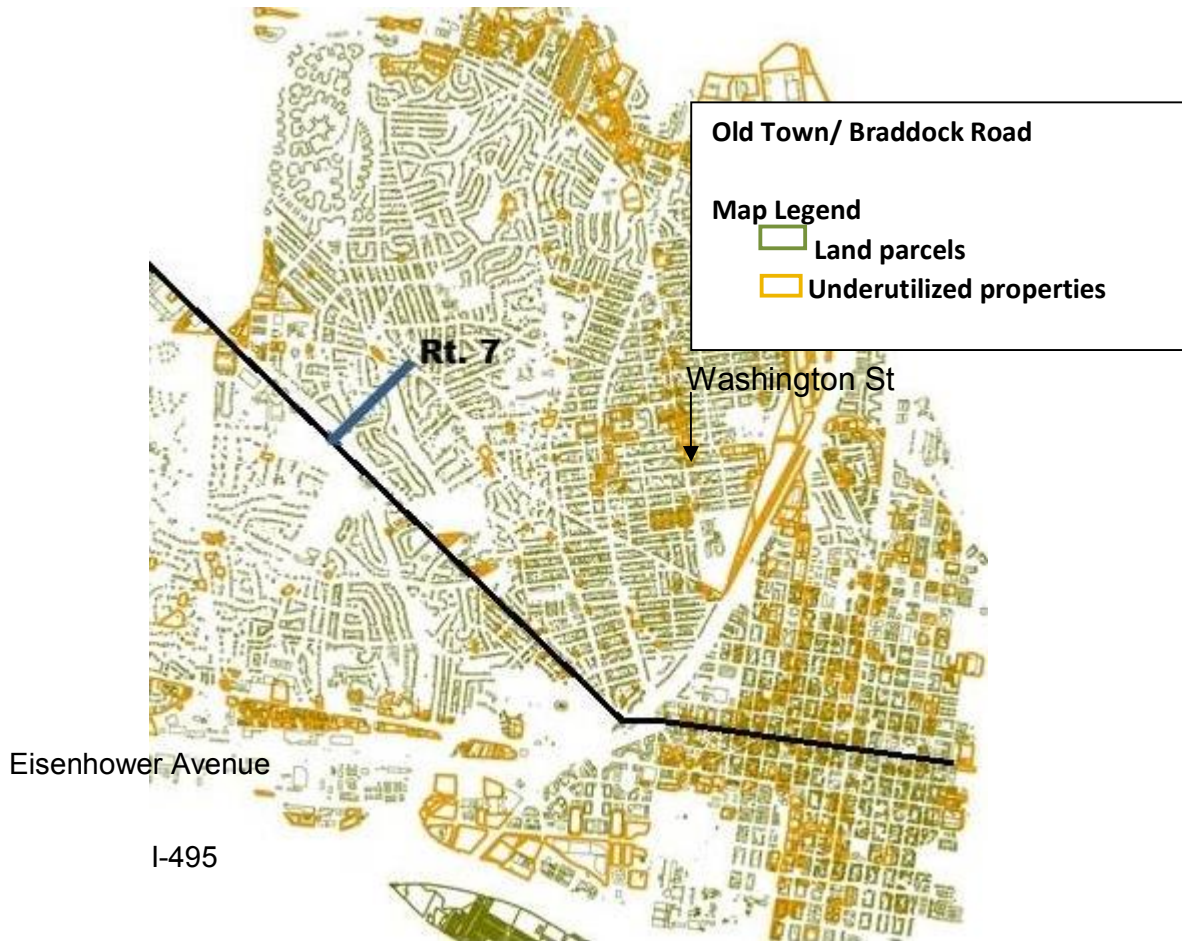 Old Town/ Braddock Road
Map Legend
Land parcels
Underutilized properties
Rt. 7
Washington St
Eisenhower Avenue
I-495